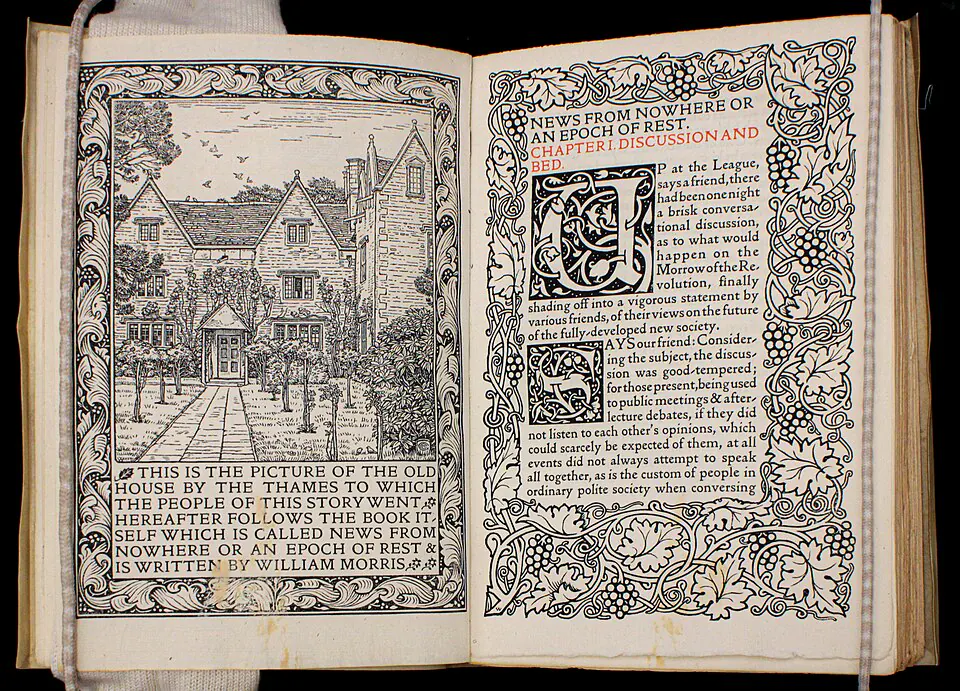 THIS IS THE PICTURE OF THE OLD
HOUSE BY THE THAMES TO WHICH
THE PEOPLE OF THIS STORY WENT
HEREAFTER FOLLOWS THE BOOK IT-
SELF WHICH IS CALLED NEWS FROM
NOWHERE OR AN EPOCH OF REST &
IS WRITTEN BY WILLIAM MORRIS
NEWS FROM NOWHERE OR
AN EPOCH OF REST.
CHAPTER I. DISCUSSION AND
BED.
UP at the League,
says a friend, there
had been one night
a brisk conversa-
tional discussion,
as to what would
happen on the
Morrow of the Re-
volution, finally
shading off into a vigorous statement by
various friends, of their views on the future
of the fully-developed new society.
SAYS our friend: Consider-
ing the subject, the discus-
sion was good-tempered;
for those present, being used
to public meetings & after-
lecture debates, if they did
not listen to each other's opinions, which
could scarcely be expected of them, at all
events did not always attempt to speak
all together, as is the custom of people in
ordinary polite society when conversing